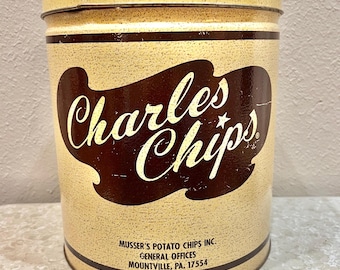 Charles
Chips®
MUSSER'S POTATO CHIPS INC.
GENERAL OFFICES
MOUNTVILLE, PA. 17554